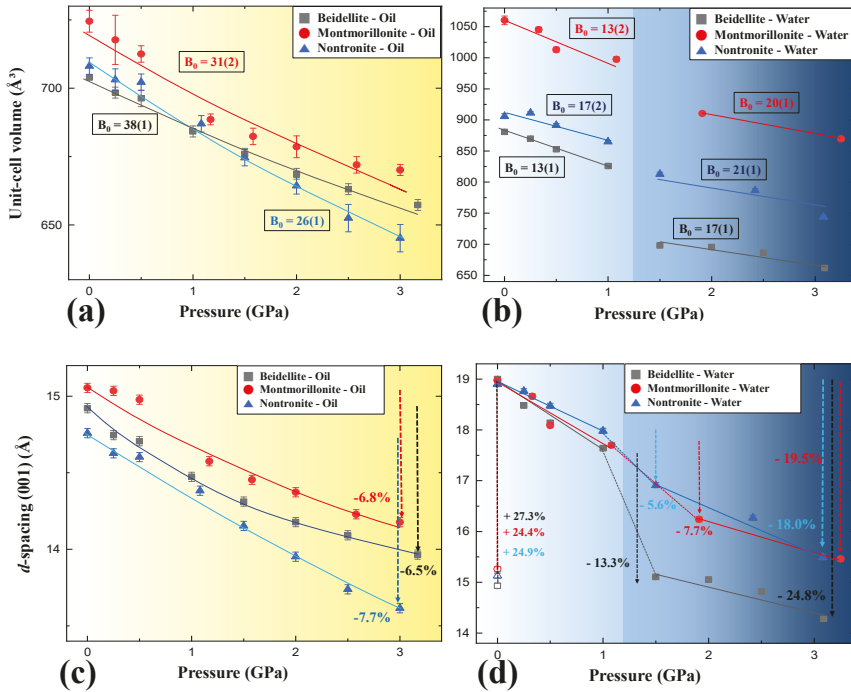 Beidellite - Oil
Montmorillonite - Oil
Nontronite - Oil
B₀ = 31(2)
B₀ = 38(1)
B₀ = 26(1)
700
650
Unit-cell volume (Å³)
0
1
2
3
Pressure (GPa)
(a)
Beidellite - Water
Montmorillonite - Water
Nontronite - Water
B₀ = 13(2)
B₀ = 20(1)
B₀ = 17(2)
B₀ = 21(1)
B₀ = 13(1)
B₀ = 17(1)
1050
1000
950
900
850
800
750
700
650
0
1
2
3
Pressure (GPa)
(b)
Beidellite - Oil
Montmorillonite - Oil
Nontronite - Oil
-6.8%
-6.5%
-7.7%
15
14
d-spacing (001) (Å)
0
1
2
3
Pressure (GPa)
(c)
Beidellite - Water
Montmorillonite - Water
Nontronite - Water
- 19.5%
- 5.6%
- 7.7%
- 18.0%
+ 27.3%
+ 24.4%
+ 24.9%
- 13.3%
- 24.8%
19
18
17
16
15
14
0
1
2
3
Pressure (GPa)
(d)